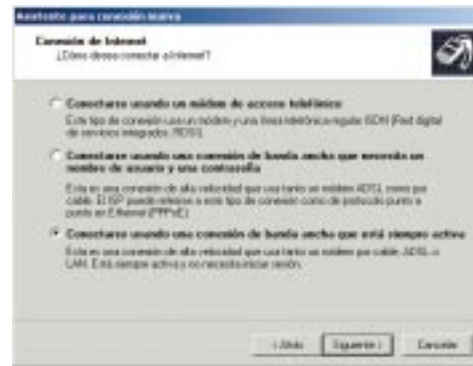 Asistente para conexión nueva
Conexión de Internet
¿Cómo desea conectar a Internet?
Conectarse usando un módem de acceso telefónico
Este tipo de conexión usa un módem y una línea telefónica regular ISDN (Red digital
de servicios integrados, RDSI).
Conectarse usando una conexión de banda ancha que necesita un
nombre de usuario y una contraseña
Esta es una conexión de alta velocidad que usa tanto un módem ADSL como por
cable. El ISP puede referirse a este tipo de conexión como de protocolo punto a
punto en Ethernet (PPPoE).
Conectarse usando una conexión de banda ancha que está siempre activa
Esta es una conexión de alta velocidad que usa tanto un módem por cable, ADSL o
LAN. Está siempre activa y no necesita iniciar sesión.
< Atrás
Siguiente >
Cancelar